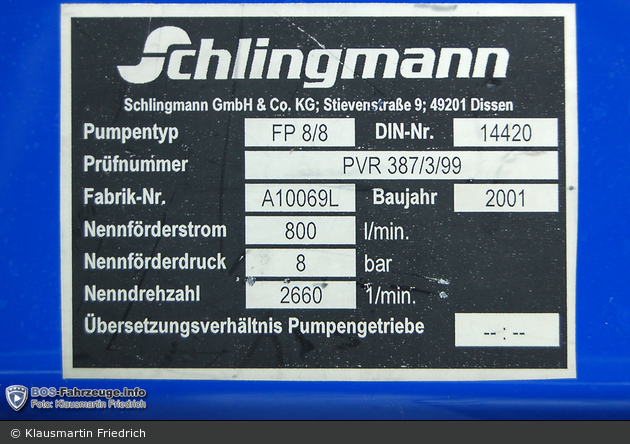 Schlingmann
Schlingmann GmbH & Co. KG; Stievenstraße 9; 49201 Dissen
Pumpentyp FP 8/8 DIN-Nr. 14420
Prüfnummer PVR 387/3/99
Fabrik-Nr. A10069L Baujahr 2001
Nennförderstrom 800 l/min.
Nennförderdruck 8 bar
Nenndrehzahl 2660 1/min.
Übersetzungsverhältnis Pumpengetriebe -- : --
BOS-Fahrzeuge.Info
Foto: Klausmartin Friedrich
© Klausmartin Friedrich